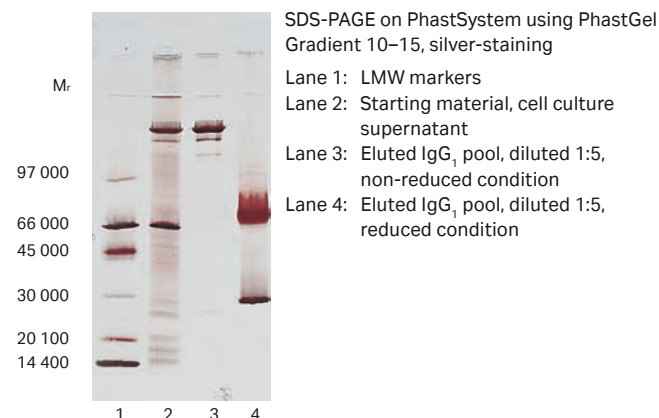 SDS-PAGE on PhastSystem using PhastGel
Gradient 10–15, silver-staining
Lane 1: LMW markers
Lane 2: Starting material, cell culture
supernatant
Lane 3: Eluted IgG₁ pool, diluted 1:5,
non-reduced condition
Lane 4: Eluted IgG₁ pool, diluted 1:5,
reduced condition
Mr
97 000
66 000
45 000
30 000
20 100
14 400
1 2 3 4